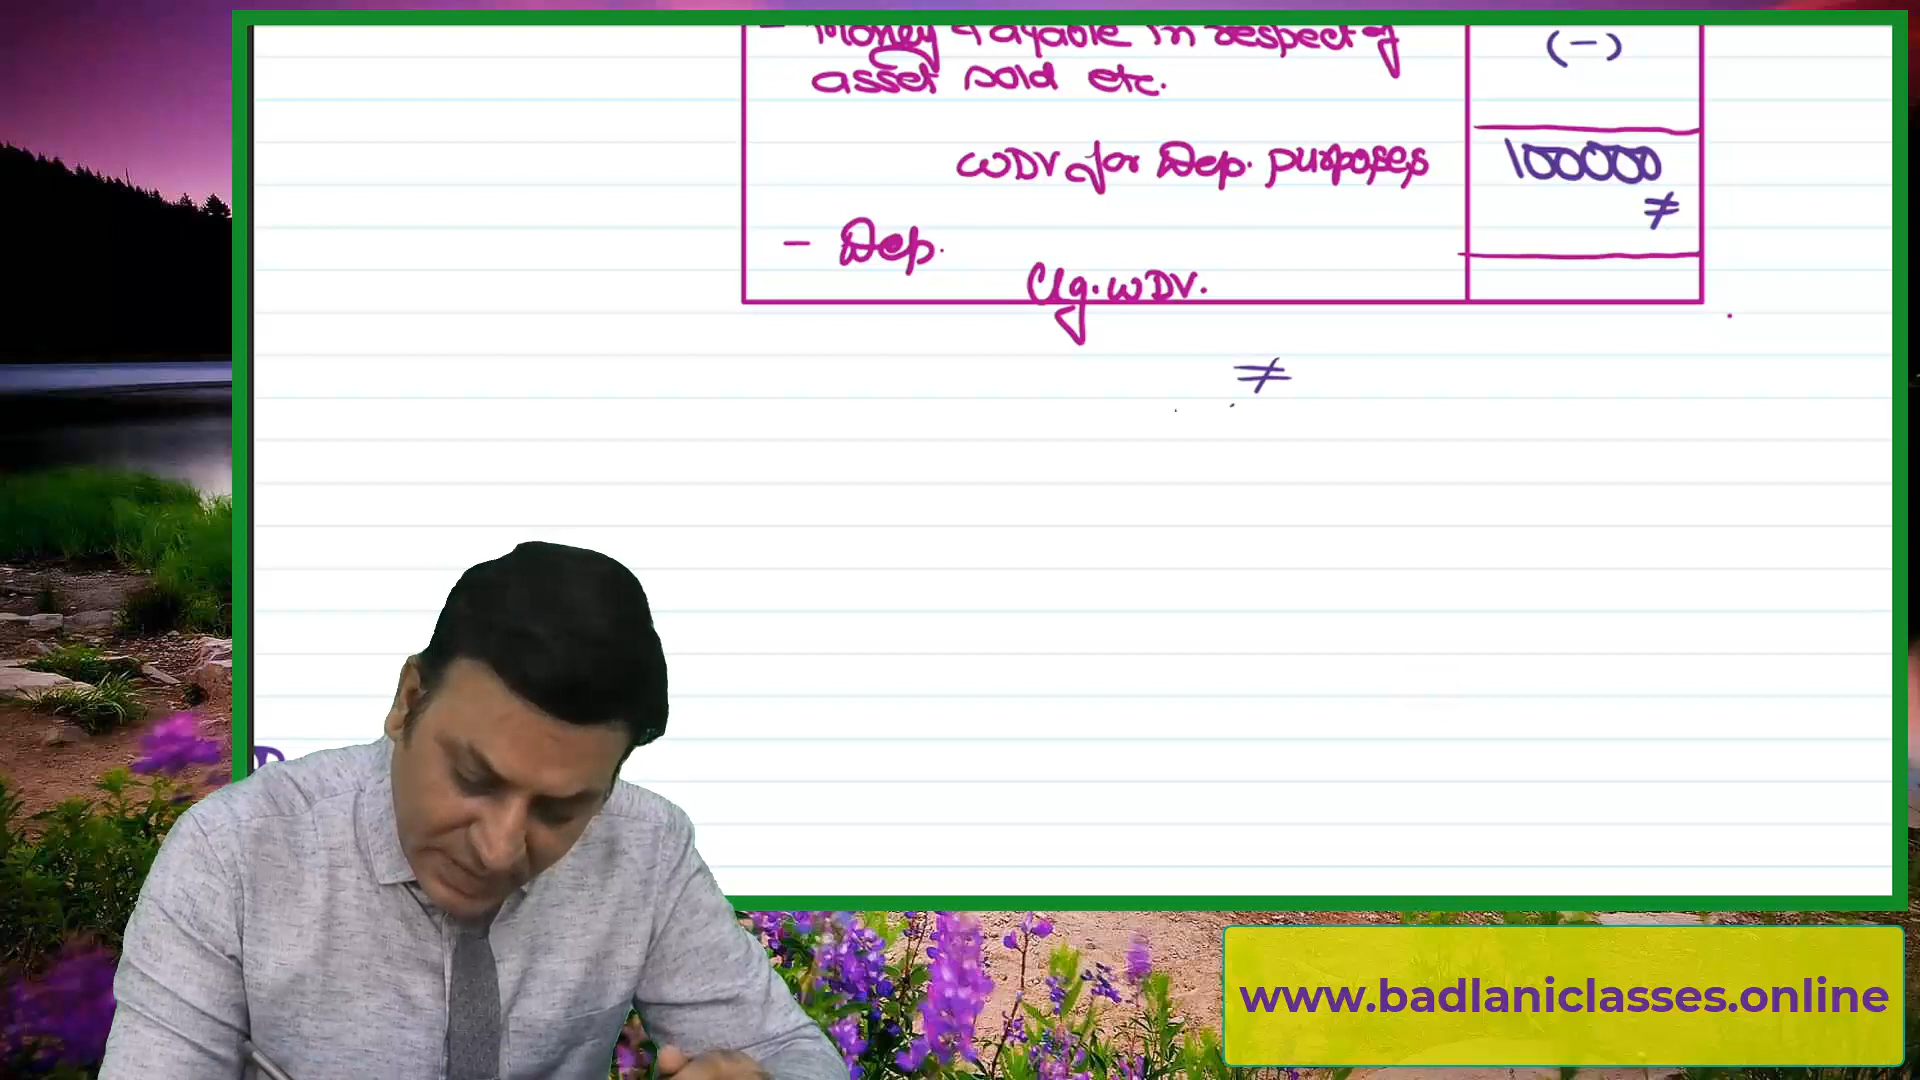 - Money Payable in respect of (-)
asset sold etc.
WDV for Dep. purposes 100000
≠
- Dep.
Clg. WDV.
≠
www.badlaniclasses.online